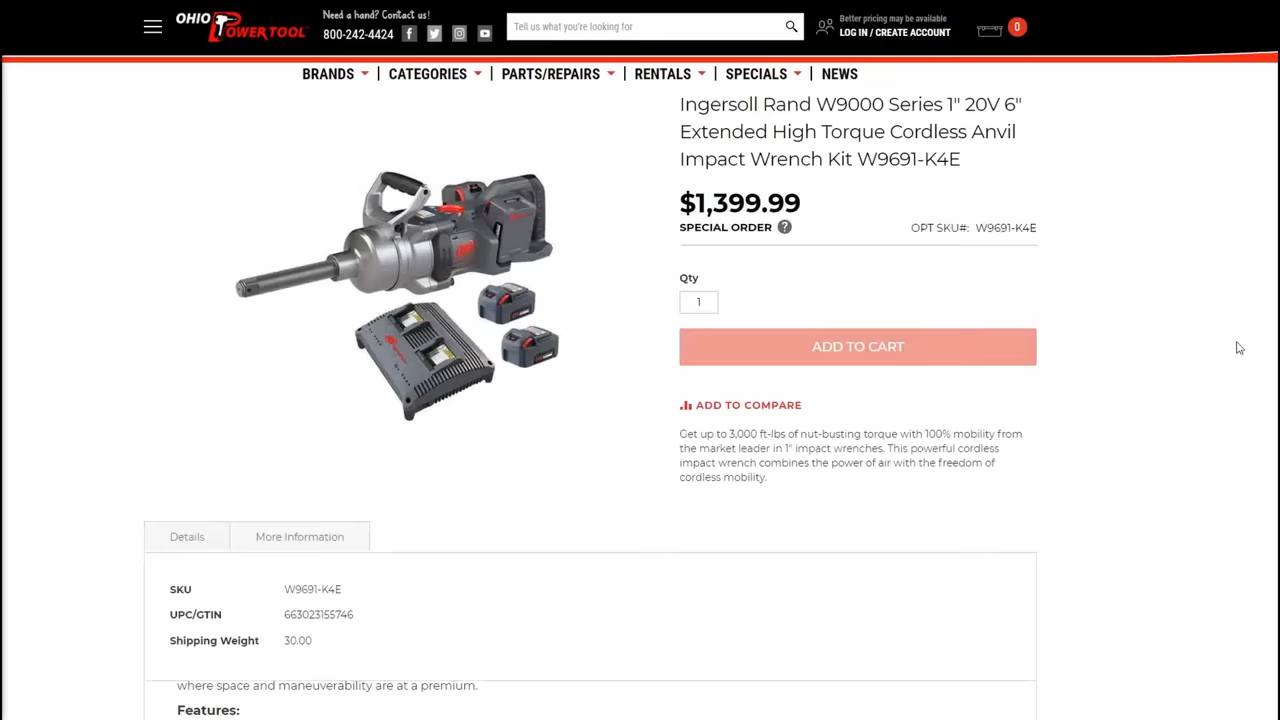 OHIO POWER TOOL
Need a hand? Contact us!
800-242-4424
Tell us what you're looking for
Better pricing may be available
LOG IN / CREATE ACCOUNT
0
BRANDS | CATEGORIES | PARTS/REPAIRS | RENTALS | SPECIALS | NEWS
Ingersoll Rand W9000 Series 1" 20V 6"
Extended High Torque Cordless Anvil
Impact Wrench Kit W9691-K4E
$1,399.99
SPECIAL ORDER ?
OPT SKU#: W9691-K4E
Qty
1
ADD TO CART
ADD TO COMPARE
Get up to 3,000 ft-lbs of nut-busting torque with 100% mobility from
the market leader in 1" impact wrenches. This powerful cordless
impact wrench combines the power of air with the freedom of
cordless mobility.
Details
More Information
SKU W9691-K4E
UPC/GTIN 663023155746
Shipping Weight 30.00
where space and maneuverability are at a premium.
Features: